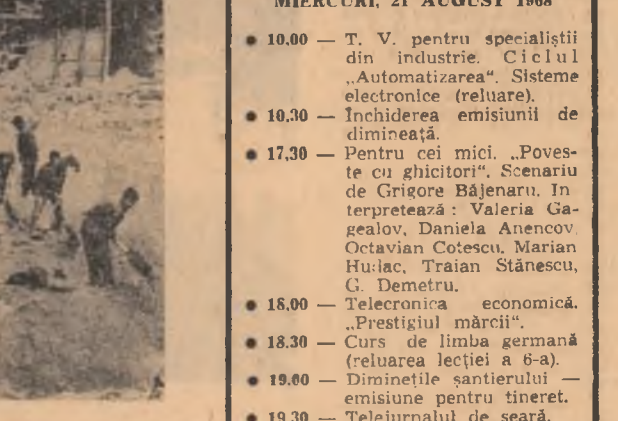 MIERCURI, 21 AUGUST 1968
• 10,00 — T. V. pentru specialiștii
din industrie. Ciclul
„Automatizarea“. Sisteme
electronice (reluare).
• 10,30 — Inchiderea emisiunii de
dimineață.
• 17,30 — Pentru cei mici. „Poves-
te cu ghicitori“. Scenariu
de Grigore Băjenaru. In
terpretează : Valeria Ga-
gealov, Daniela Anencov,
Octavian Cotescu, Marian
Hudac, Traian Stănescu,
G. Demetru.
• 18,00 — Telecronica economică.
„Prestigiul mărcii“.
• 18.30 — Curs de limba germană
(reluarea lecției a 6-a).
• 19.00 — Diminețile șantierului —
emisiune pentru tineret.
• 19.30 — Telejurnalul de seară.